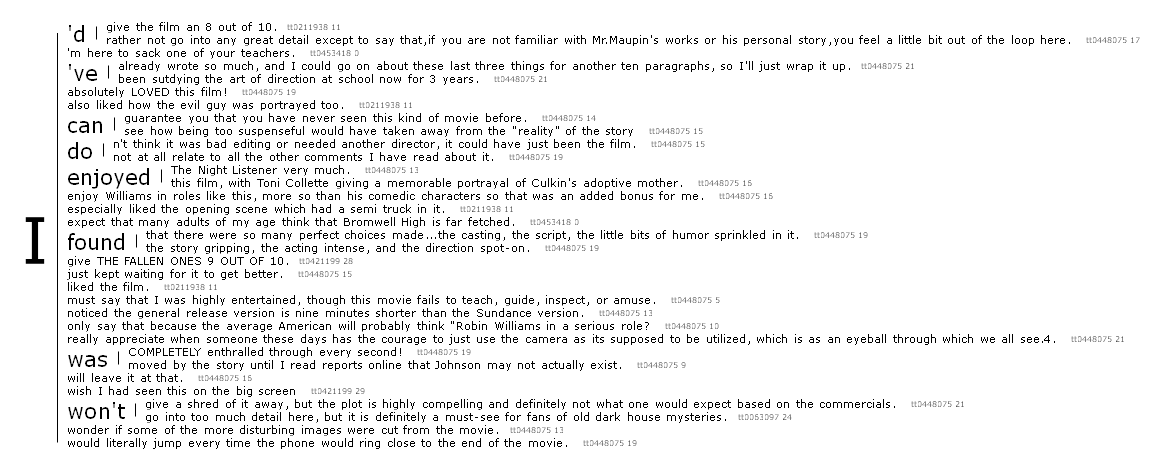 I
'd
give the film an 8 out of 10. tt0211938 11
rather not go into any great detail except to say that,if you are not familiar with Mr.Maupin's works or his personal story,you feel a little bit out of the loop here. tt0448075 17
'm here to sack one of your teachers. tt0453418 0
've
already wrote so much, and I could go on about these last three things for another ten paragraphs, so I'll just wrap it up. tt0448075 21
been sutdying the art of direction at school now for 3 years. tt0448075 21
absolutely LOVED this film! tt0448075 19
also liked how the evil guy was portrayed too. tt0211938 11
can
guarantee you that you have never seen this kind of movie before. tt0448075 14
see how being too suspenseful would have taken away from the "reality" of the story tt0448075 15
do
n't think it was bad editing or needed another director, it could have just been the film. tt0448075 15
not at all relate to all the other comments I have read about it. tt0448075 19
enjoyed
The Night Listener very much. tt0448075 13
this film, with Toni Collette giving a memorable portrayal of Culkin's adoptive mother. tt0448075 16
enjoy Williams in roles like this, more so than his comedic characters so that was an added bonus for me. tt0448075 16
especially liked the opening scene which had a semi truck in it. tt0211938 11
expect that many adults of my age think that Bromwell High is far fetched. tt0453418 0
found
that there were so many perfect choices made...the casting, the script, the little bits of humor sprinkled in it. tt0448075 19
the story gripping, the acting intense, and the direction spot-on. tt0448075 19
give THE FALLEN ONES 9 OUT OF 10. tt0421199 28
just kept waiting for it to get better. tt0448075 15
liked the film. tt0211938 11
must say that I was highly entertained, though this movie fails to teach, guide, inspect, or amuse. tt0448075 5
noticed the general release version is nine minutes shorter than the Sundance version. tt0448075 13
only say that because the average American will probably think "Robin Williams in a serious role? tt0448075 10
really appreciate when someone these days has the courage to just use the camera as its supposed to be utilized, which is as an eyeball through which we all see.4. tt0448075 21
was
COMPLETELY enthralled through every second! tt0448075 19
moved by the story until I read reports online that Johnson may not actually exist. tt0448075 9
will leave it at that. tt0448075 16
wish I had seen this on the big screen tt0421199 29
won't
give a shred of it away, but the plot is highly compelling and definitely not what one would expect based on the commercials. tt0448075 21
go into too much detail here, but it is definitely a must-see for fans of old dark house mysteries. tt0053097 24
wonder if some of the more disturbing images were cut from the movie. tt0448075 13
would literally jump every time the phone would ring close to the end of the movie. tt0448075 19